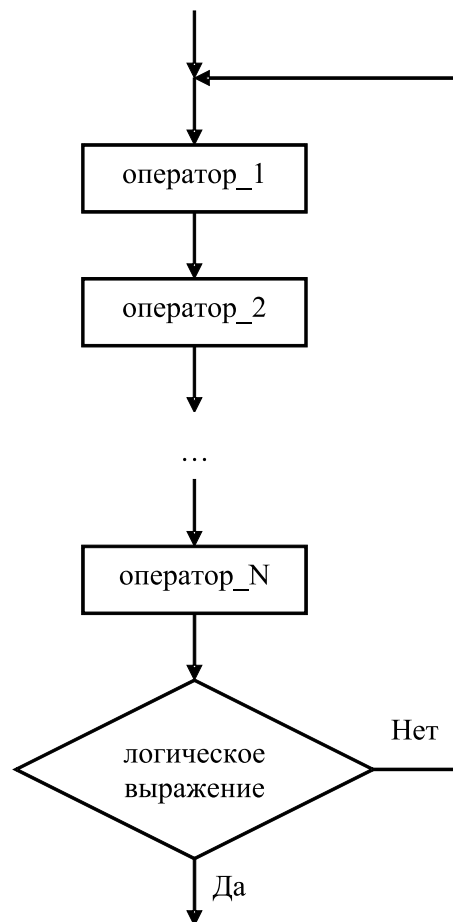 оператор_1
оператор_2
...
оператор_N
логическое
выражение
Нет
Да